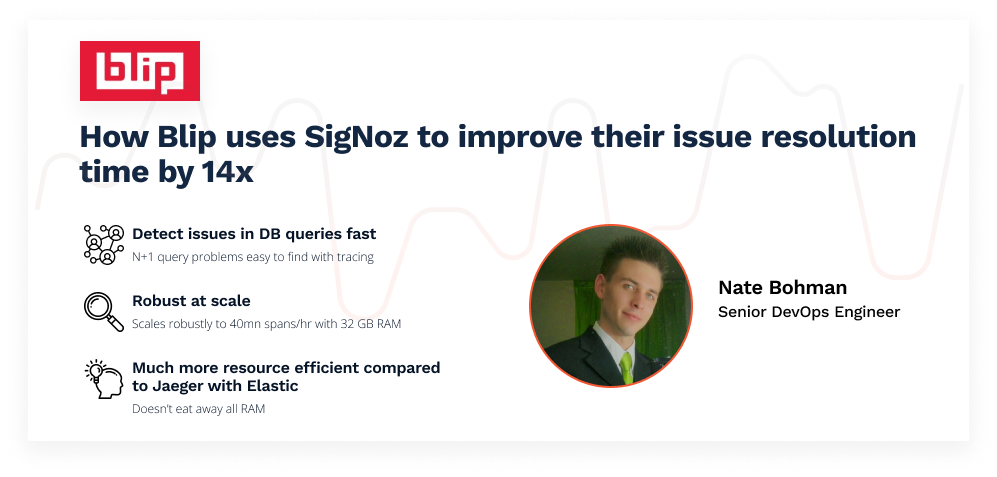 blip
How Blip uses SigNoz to improve their issue resolution
time by 14x
Detect issues in DB queries fast
N+1 query problems easy to find with tracing
Robust at scale
Scales robustly to 40mn spans/hr with 32 GB RAM
Much more resource efficient compared
to Jaeger with Elastic
Doesn't eat away all RAM
Nate Bohman
Senior DevOps Engineer